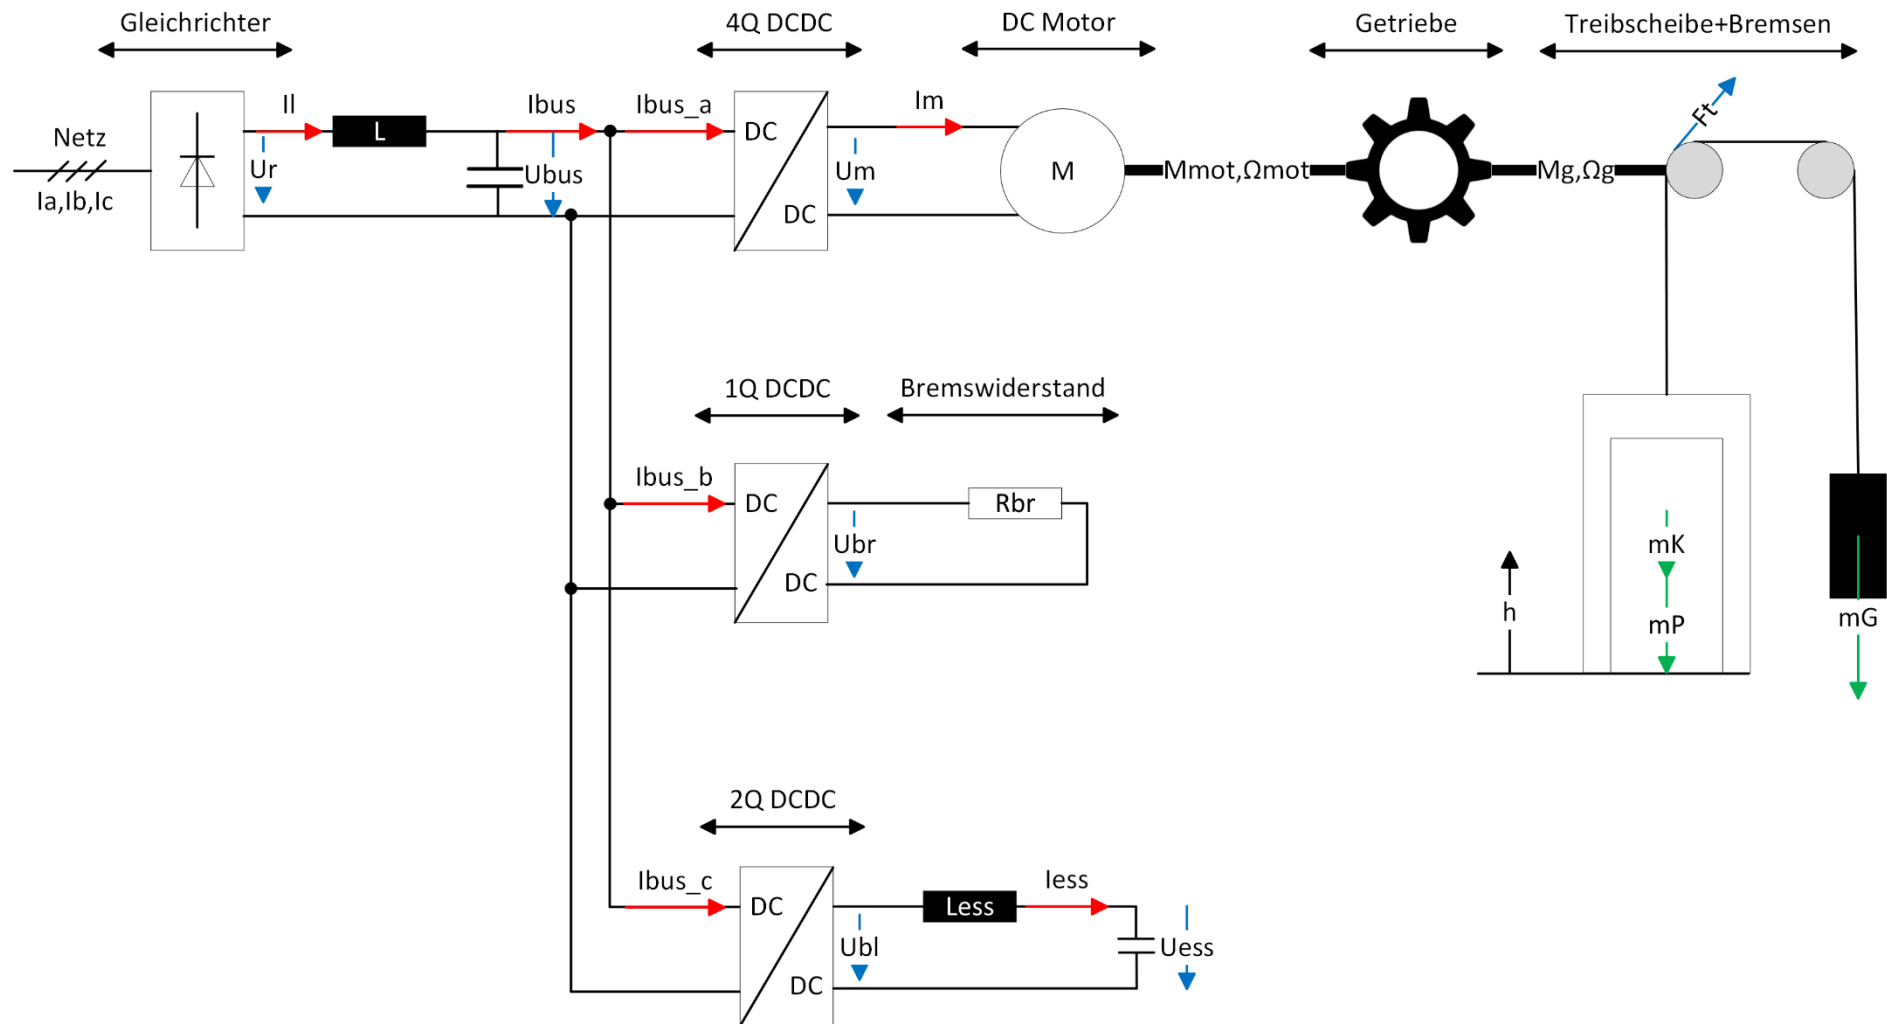 Gleichrichter
4Q DCDC
DC Motor
Getriebe
Treibscheibe+Bremsen
Netz
Ia,Ib,Ic
Il
L
Ur
Ibus
Ubus
Ibus_a
DC
DC
Im
Um
M
Mmot,Ωmot
Mg,Ωg
Ft
1Q DCDC
Bremswiderstand
Ibus_b
DC
DC
Ubr
Rbr
h
mK
mP
mG
2Q DCDC
Ibus_c
DC
DC
Ubl
Less
Iess
Uess